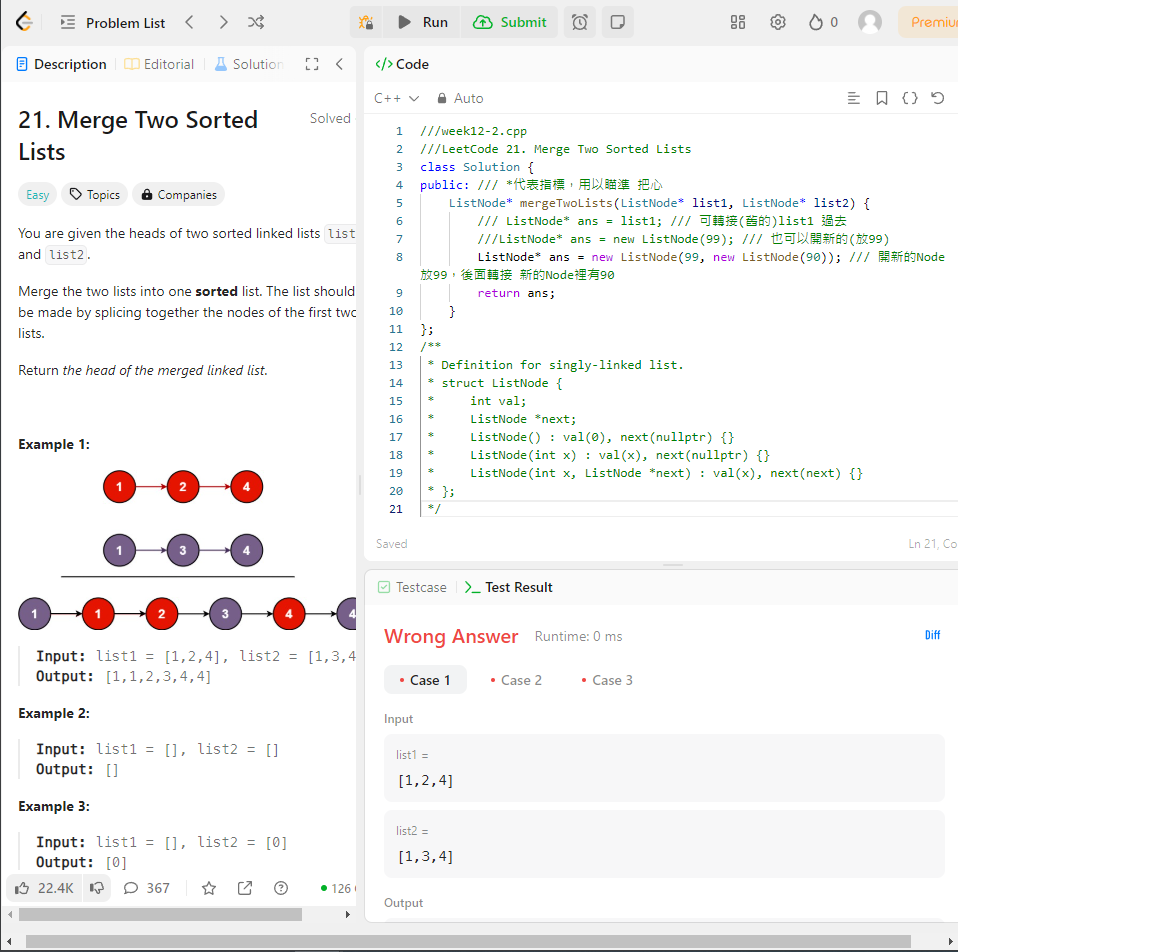 Problem List
Run
Submit
0
Premiu
Description
Editorial
Solution
Code
C++
Auto
21. Merge Two Sorted
Lists
Solved
Easy
Topics
Companies
You are given the heads of two sorted linked lists list
and list2.
Merge the two lists into one sorted list. The list should
be made by splicing together the nodes of the first two
lists.
Return the head of the merged linked list.
Example 1:
1 2 4
1 3 4
1 1 2 3 4 4
Input: list1 = [1,2,4], list2 = [1,3,4
Output: [1,1,2,3,4,4]
Example 2:
Input: list1 = [], list2 = []
Output: []
Example 3:
Input: list1 = [], list2 = [0]
Output: [0]
22.4K
367
126
1 ///week12-2.cpp
2 ///LeetCode 21. Merge Two Sorted Lists
3 class Solution {
4 public: /// *代表指標，用以瞄準 把心
5 ListNode* mergeTwoLists(ListNode* list1, ListNode* list2) {
6 /// ListNode* ans = list1; /// 可轉接(舊的)list1 過去
7 ///ListNode* ans = new ListNode(99); /// 也可以開新的(放99)
8 ListNode* ans = new ListNode(99, new ListNode(90)); /// 開新的Node
放99，後面轉接 新的Node裡有90
9 return ans;
10 }
11 };
12 /**
13 * Definition for singly-linked list.
14 * struct ListNode {
15 * int val;
16 * ListNode *next;
17 * ListNode() : val(0), next(nullptr) {}
18 * ListNode(int x) : val(x), next(nullptr) {}
19 * ListNode(int x, ListNode *next) : val(x), next(next) {}
20 * };
21 */
Saved
Ln 21, Co
Testcase
Test Result
Wrong Answer
Runtime: 0 ms
Diff
Case 1
Case 2
Case 3
Input
list1 =
[1,2,4]
list2 =
[1,3,4]
Output